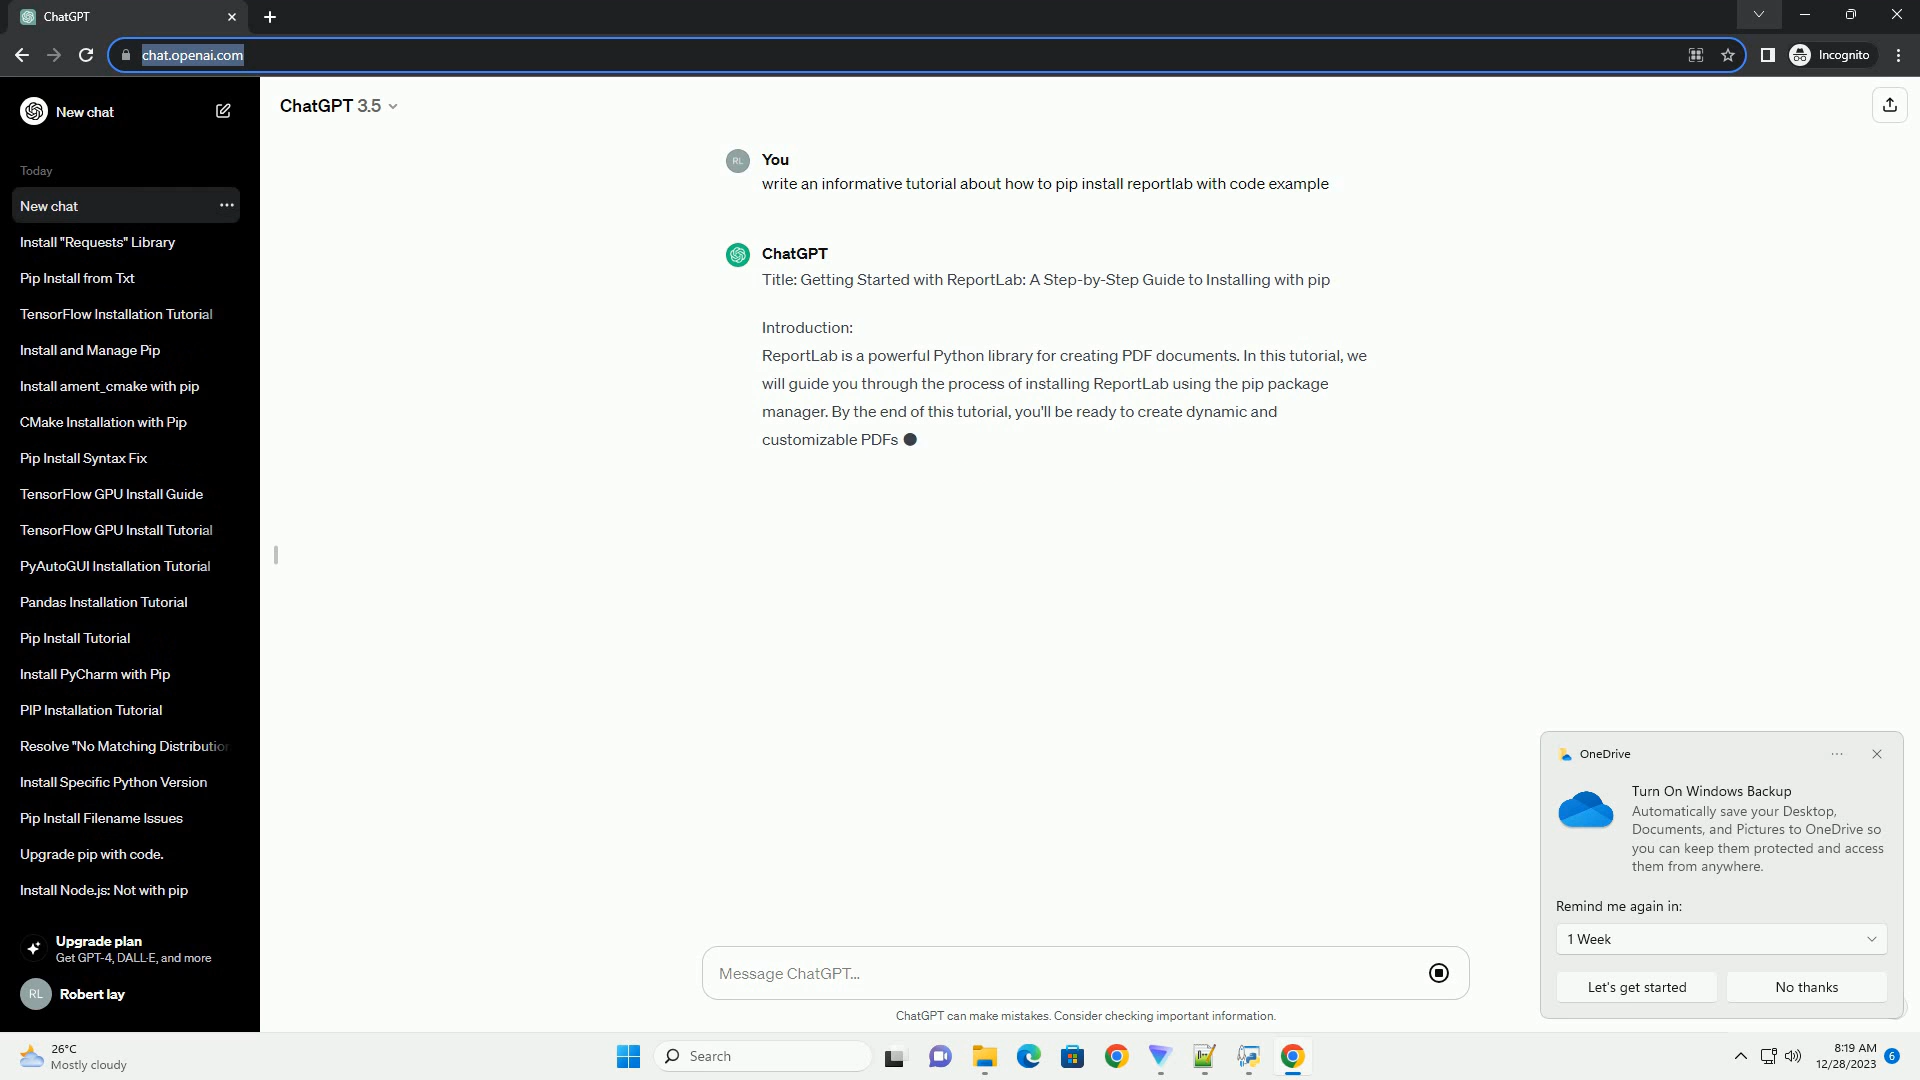 ChatGPT
chat.openai.com
Incognito
New chat
Today
New chat
Install "Requests" Library
Pip Install from Txt
TensorFlow Installation Tutorial
Install and Manage Pip
Install ament_cmake with pip
CMake Installation with Pip
Pip Install Syntax Fix
TensorFlow GPU Install Guide
TensorFlow GPU Install Tutorial
PyAutoGUI Installation Tutorial
Pandas Installation Tutorial
Pip Install Tutorial
Install PyCharm with Pip
PIP Installation Tutorial
Resolve "No Matching Distribution
Install Specific Python Version
Pip Install Filename Issues
Upgrade pip with code.
Install Node.js: Not with pip
Upgrade plan
Get GPT-4, DALL·E, and more
RL
Robert lay
ChatGPT 3.5
RL
You
write an informative tutorial about how to pip install reportlab with code example
ChatGPT
Title: Getting Started with ReportLab: A Step-by-Step Guide to Installing with pip
Introduction:
ReportLab is a powerful Python library for creating PDF documents. In this tutorial, we
will guide you through the process of installing ReportLab using the pip package
manager. By the end of this tutorial, you'll be ready to create dynamic and
customizable PDFs
Message ChatGPT...
ChatGPT can make mistakes. Consider checking important information.
OneDrive
Turn On Windows Backup
Automatically save your Desktop,
Documents, and Pictures to OneDrive so
you can keep them protected and access
them from anywhere.
Remind me again in:
1 Week
Let's get started
No thanks
26°C
Mostly cloudy
Search
8:19 AM
12/28/2023
6